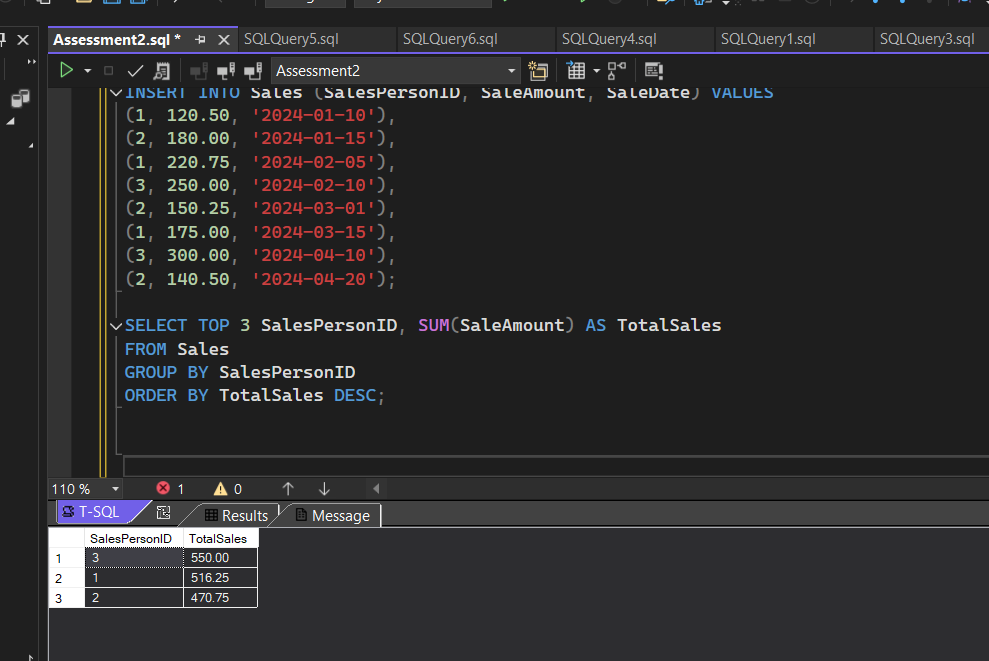 Assessment2.sql *
SQLQuery5.sql
SQLQuery6.sql
SQLQuery4.sql
SQLQuery1.sql
SQLQuery3.sql
Assessment2
INSERT INTO Sales (SalesPersonID, SaleAmount, SaleDate) VALUES
(1, 120.50, '2024-01-10'),
(2, 180.00, '2024-01-15'),
(1, 220.75, '2024-02-05'),
(3, 250.00, '2024-02-10'),
(2, 150.25, '2024-03-01'),
(1, 175.00, '2024-03-15'),
(3, 300.00, '2024-04-10'),
(2, 140.50, '2024-04-20');
SELECT TOP 3 SalesPersonID, SUM(SaleAmount) AS TotalSales
FROM Sales
GROUP BY SalesPersonID
ORDER BY TotalSales DESC;
110 %
1
0
T-SQL
Results
Message
SalesPersonID TotalSales
1 3 550.00
2 1 516.25
3 2 470.75